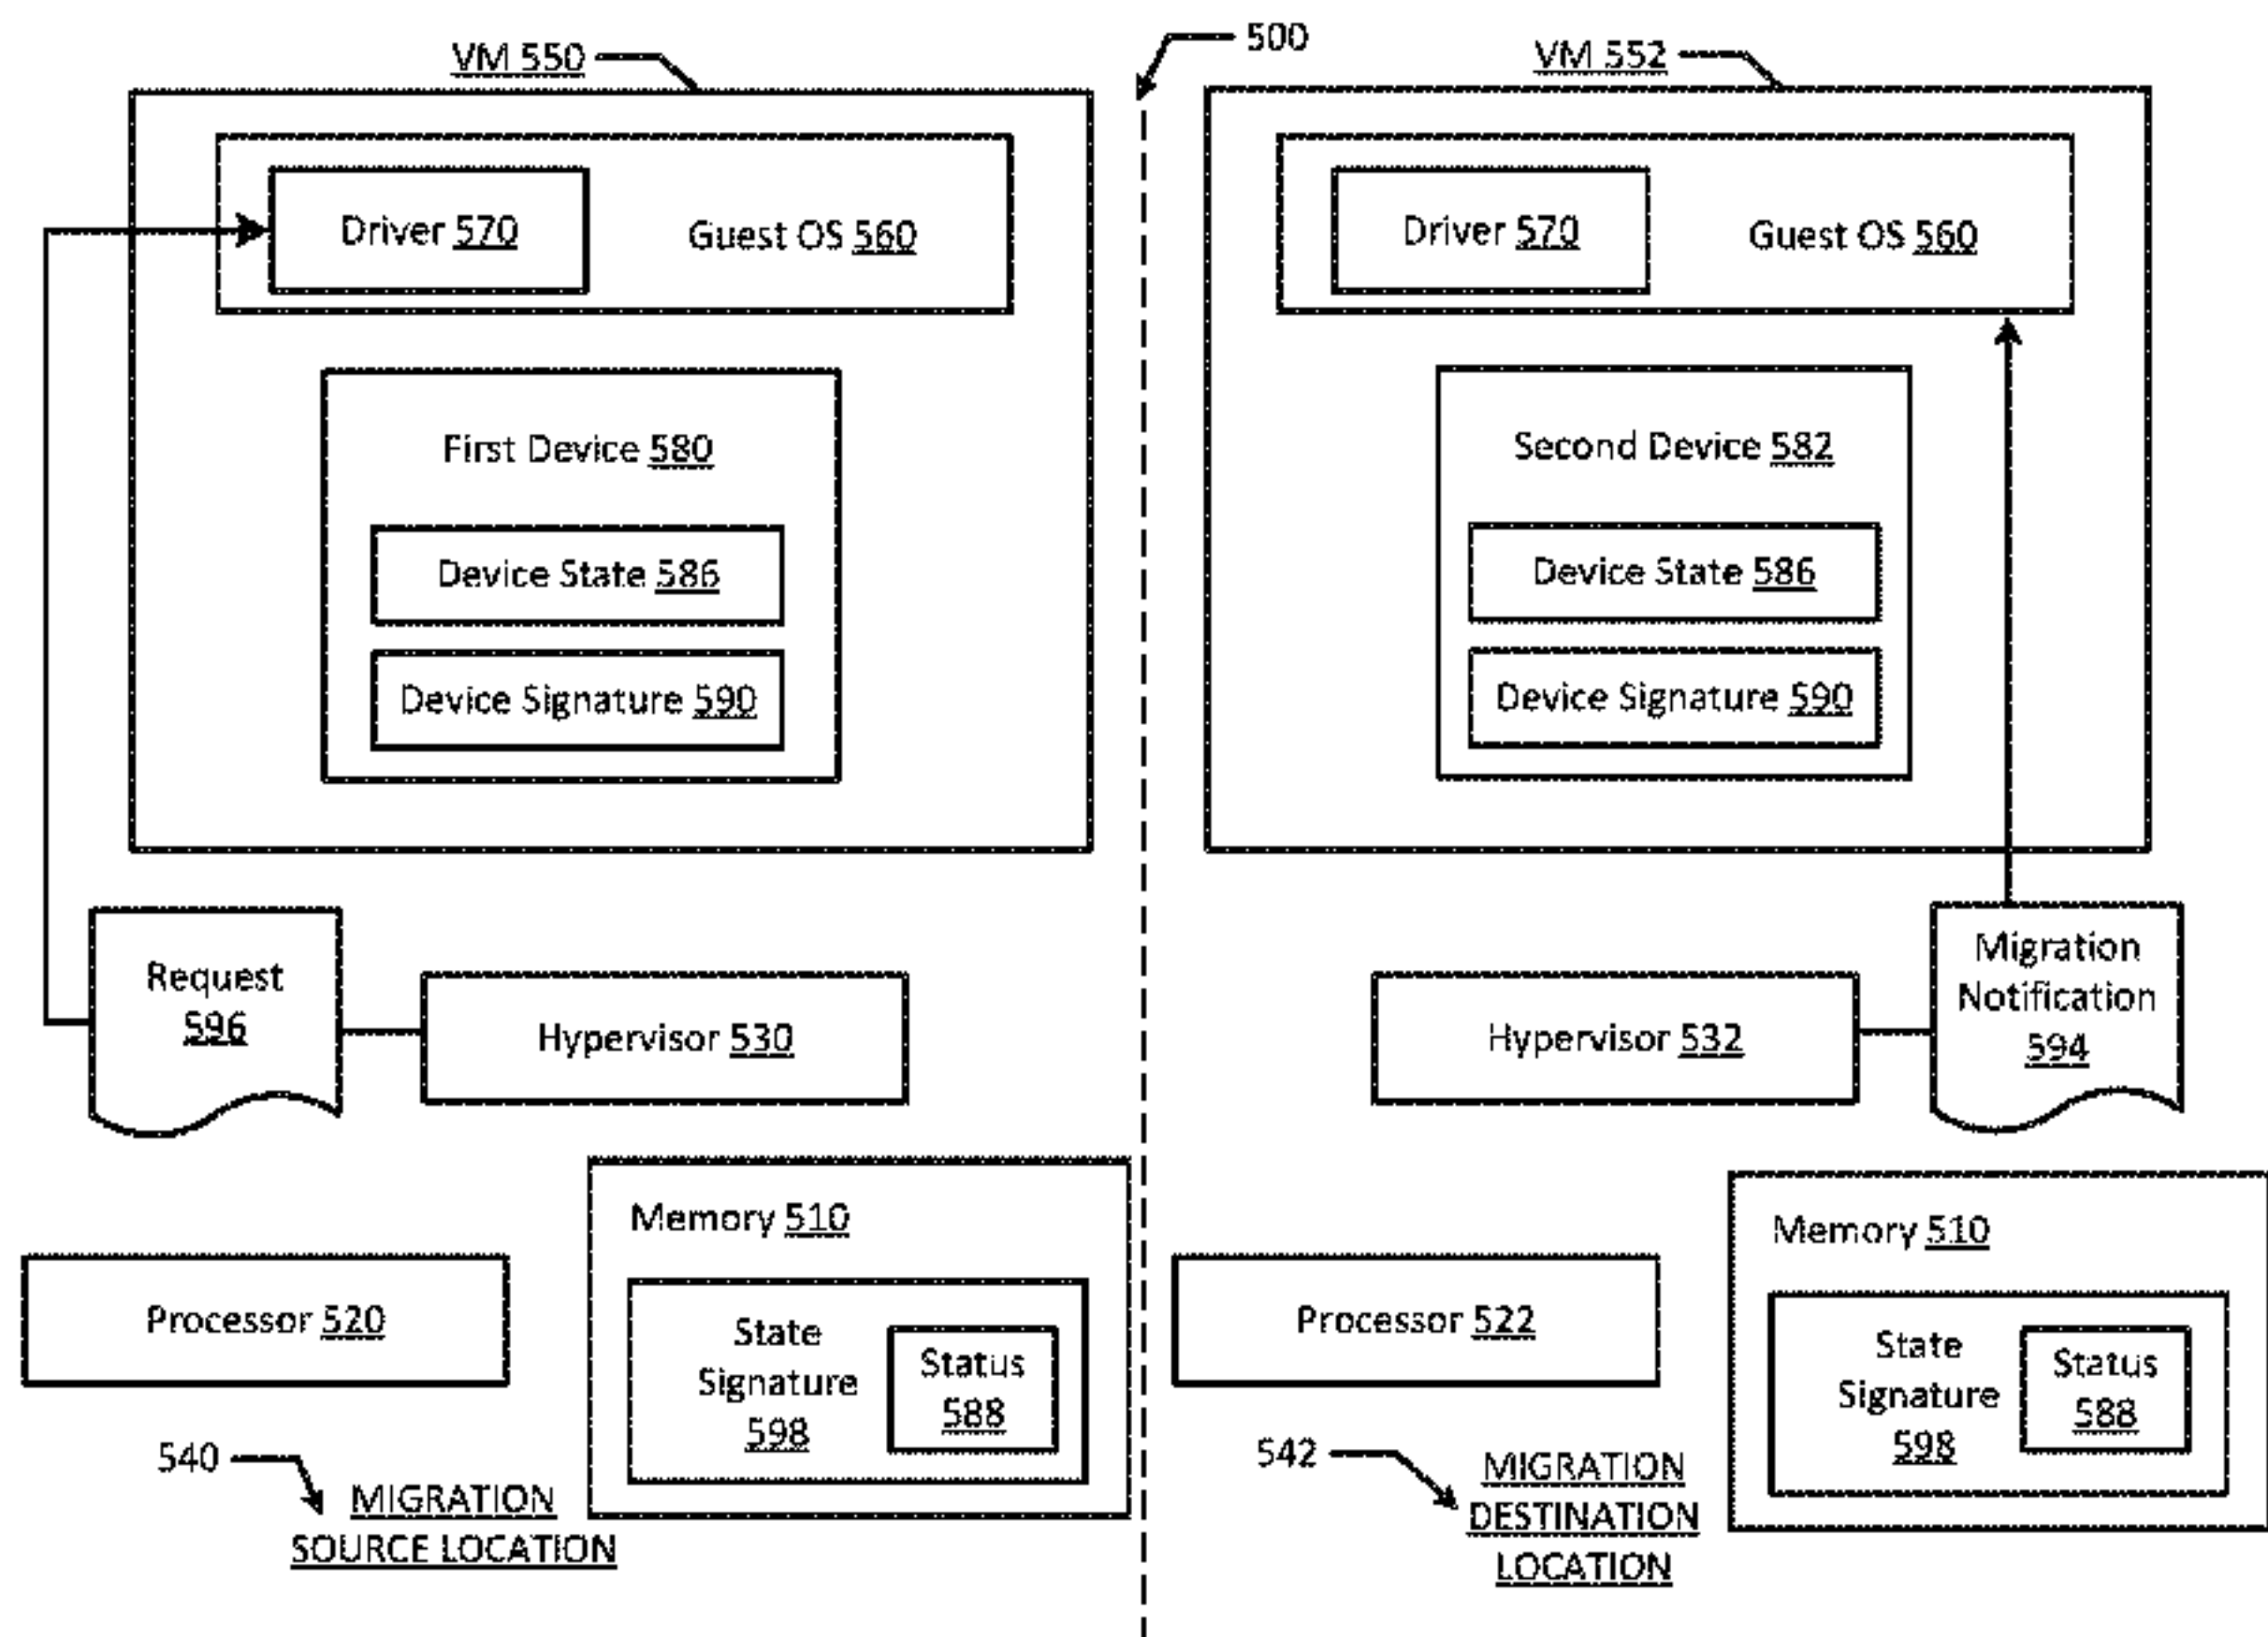 500
VM 550
Driver 570
Guest OS 560
First Device 580
Device State 586
Device Signature 590
Request
596
Hypervisor 530
Memory 510
State
Signature
598
Status
588
Processor 520
540
MIGRATION
SOURCE LOCATION
VM 552
Driver 570
Guest OS 560
Second Device 582
Device State 586
Device Signature 590
Migration
Notification
594
Hypervisor 532
Memory 510
State
Signature
598
Status
588
Processor 522
542
MIGRATION
DESTINATION
LOCATION